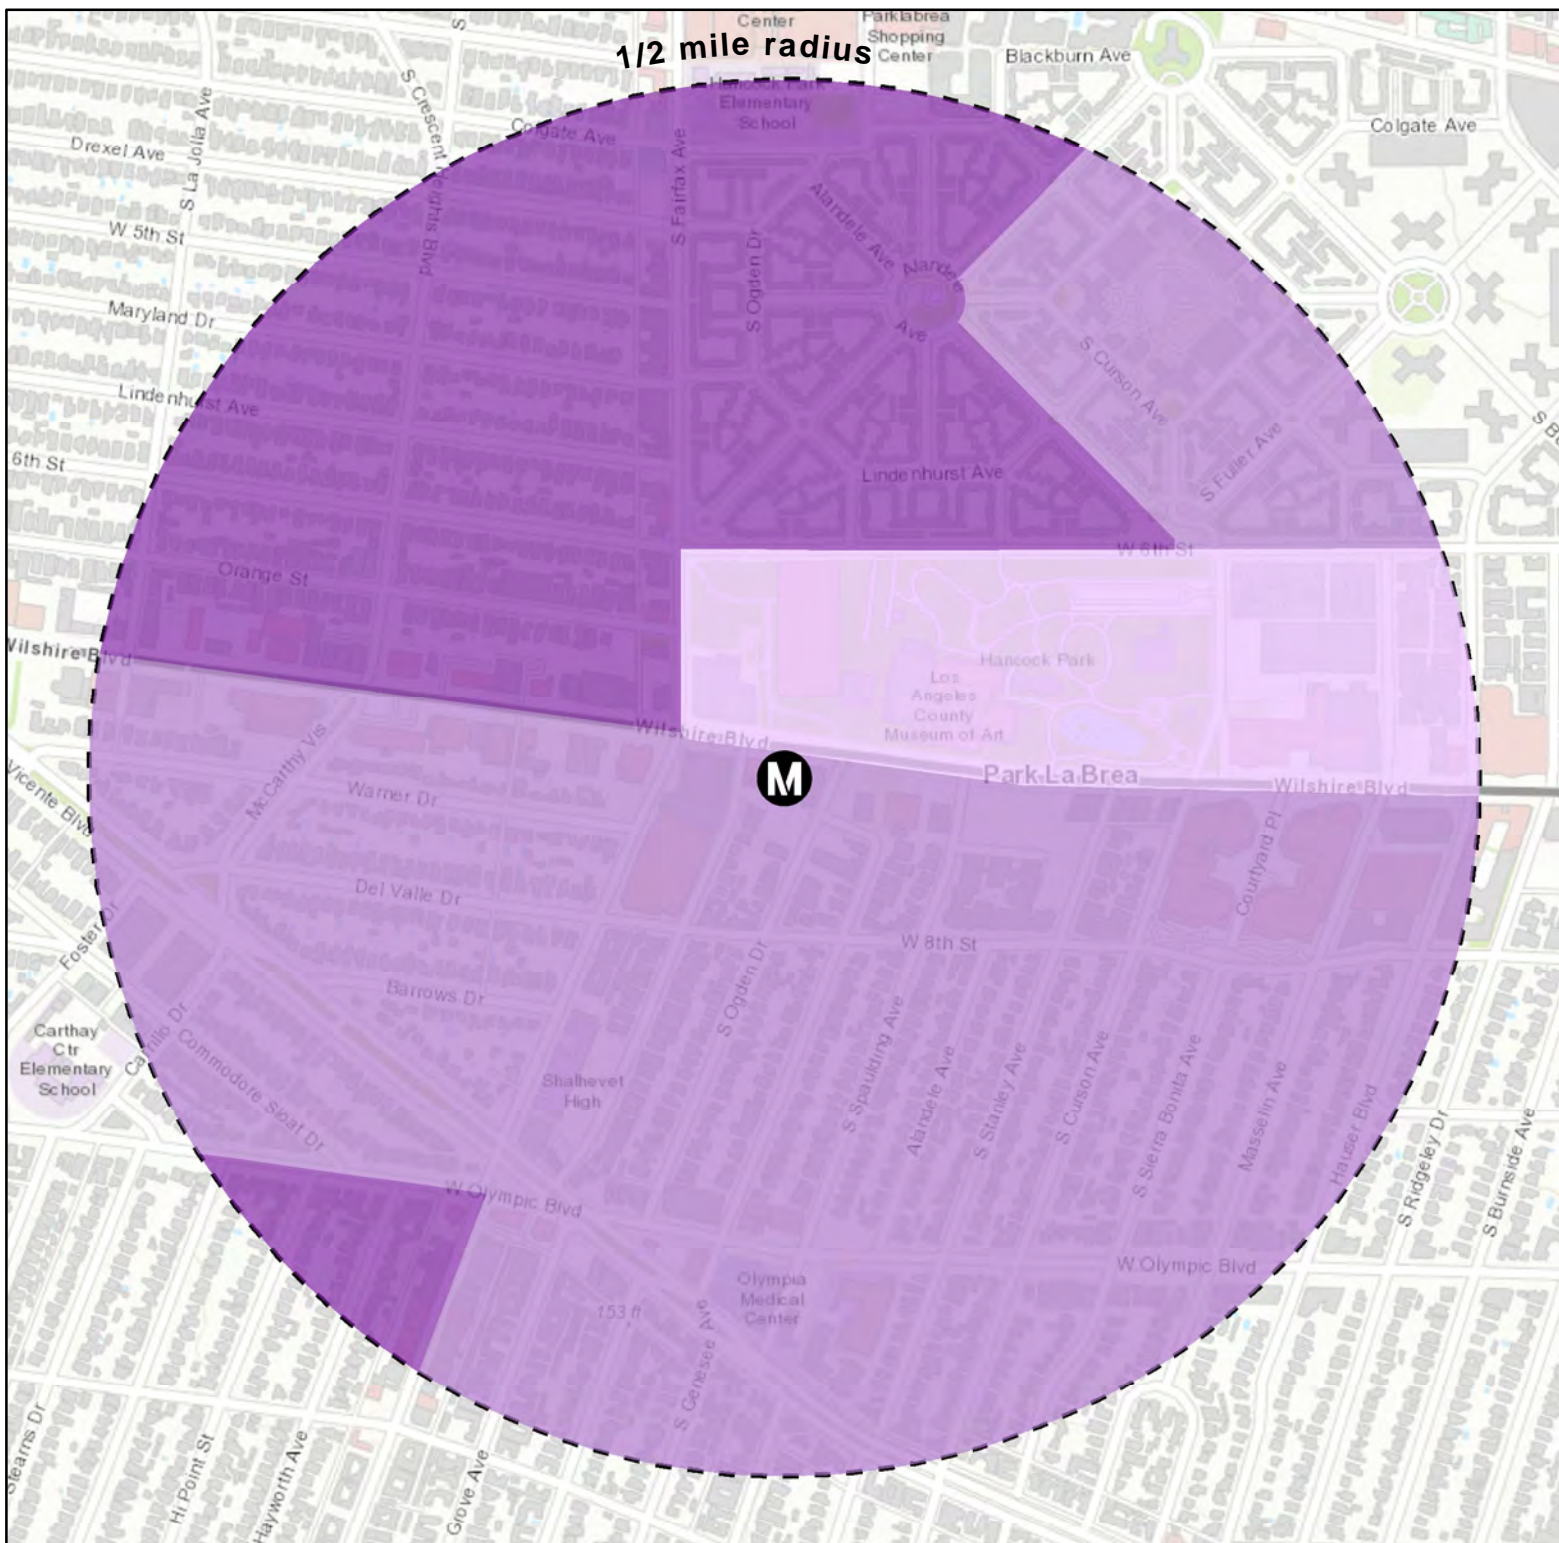 Center
Parklabrea
Shopping
Center
1/2 mile radius
Blackburn Ave
Hancock Park
Elementary
School
Colgate Ave
Colgate Ave
Drexel Ave
S La Jolla Ave
S Crescent Heights Blvd
S Fairfax Ave
W 5th St
Alandele Ave
S Ogden Dr
Alandele
Ave
Maryland Dr
S Curson Ave
Lindenhurst Ave
6th St
S Fuller Ave
Lindenhurst Ave
W 6th St
Orange St
Wilshire Blvd
Hancock Park
Los
Angeles
County
Museum of Art
Wilshire Blvd
M
Park La Brea
Wilshire Blvd
McCarthy Vis
Warner Dr
Vicente Blvd
Courtyard Pl
Del Valle Dr
Foster Dr
W 8th St
S Ogden Dr
Barrows Dr
S Spaulding Ave
Carrillo Dr
Commodore Sloat Dr
Carthay
Ctr
Elementary
School
Shalhevet
High
Alandele Ave
S Stanley Ave
S Curson Ave
S Sierra Bonita Ave
Masselin Ave
Hauser Blvd
S Ridgeley Dr
S Burnside Ave
W Olympic Blvd
W Olympic Blvd
Olympia
Medical
Center
153 ft
S Genesee Ave
Stearns Dr
Hi Point St
Hayworth Ave
Grove Ave